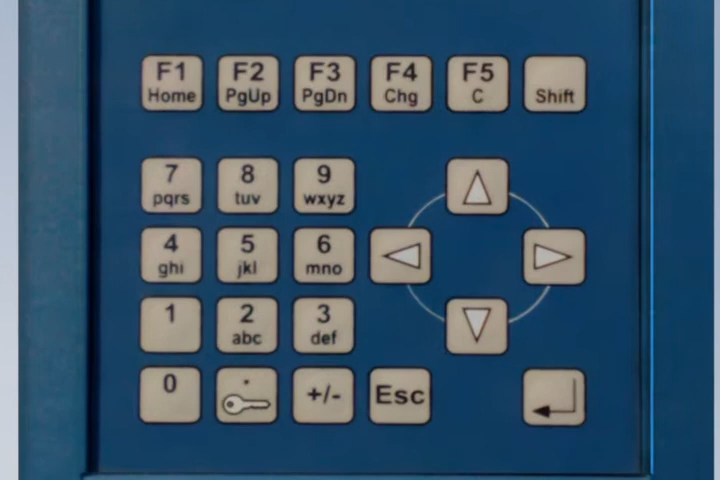 F1 F2 F3 F4 F5
Home PgUp PgDn Chg C Shift
7 8 9
pqrs tuv wxyz
4 5 6
ghi jkl mno
1 2 3
abc def
0 .
+/- Esc